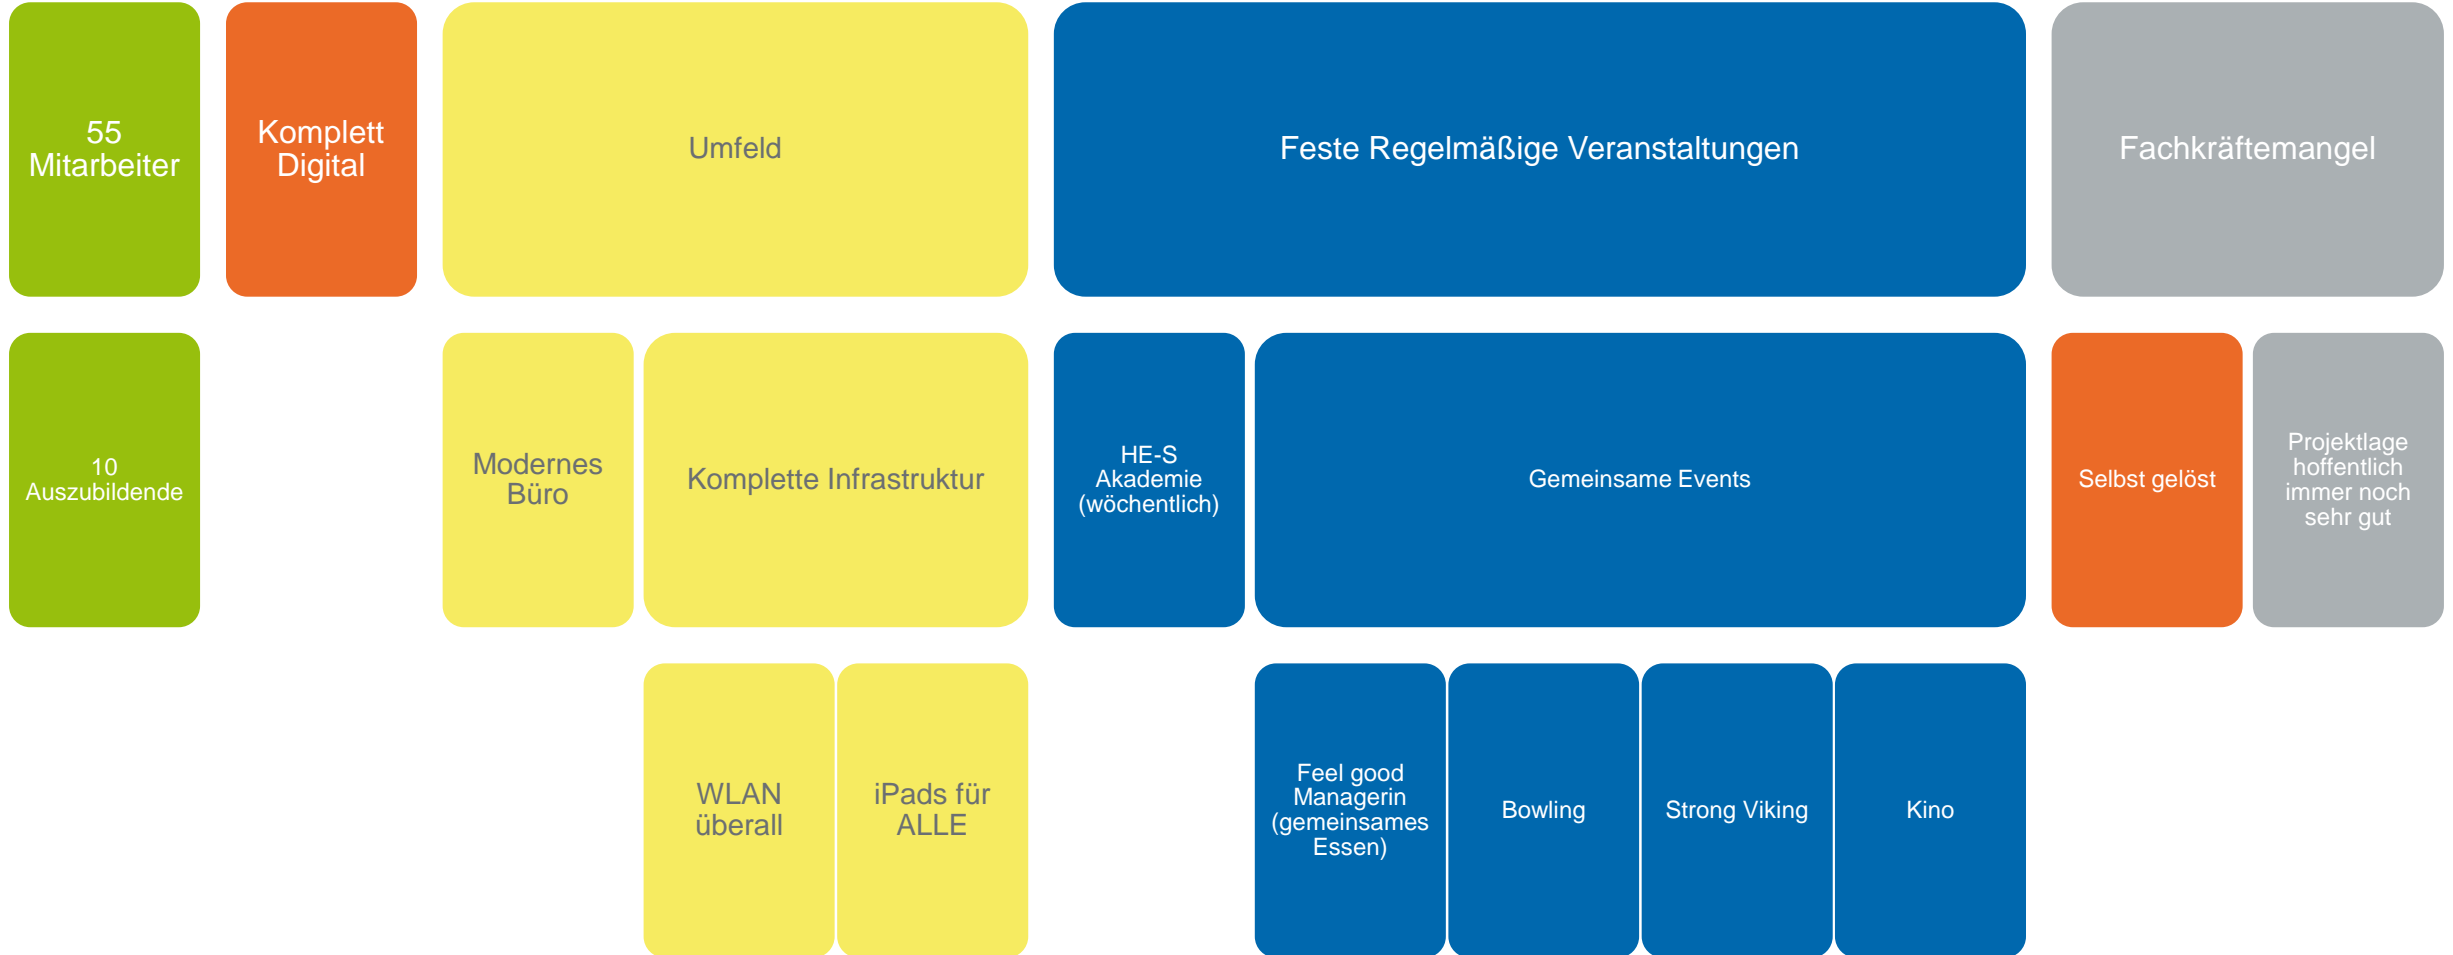 55
Mitarbeiter
Komplett
Digital
Umfeld
Feste Regelmäßige Veranstaltungen
Fachkräftemangel
10
Auszubildende
Modernes
Büro
Komplette Infrastruktur
HE-S
Akademie
(wöchentlich)
Gemeinsame Events
Selbst gelöst
Projektlage
hoffentlich
immer noch
sehr gut
WLAN
überall
iPads für
ALLE
Feel good
Managerin
(gemeinsames
Essen)
Bowling
Strong Viking
Kino